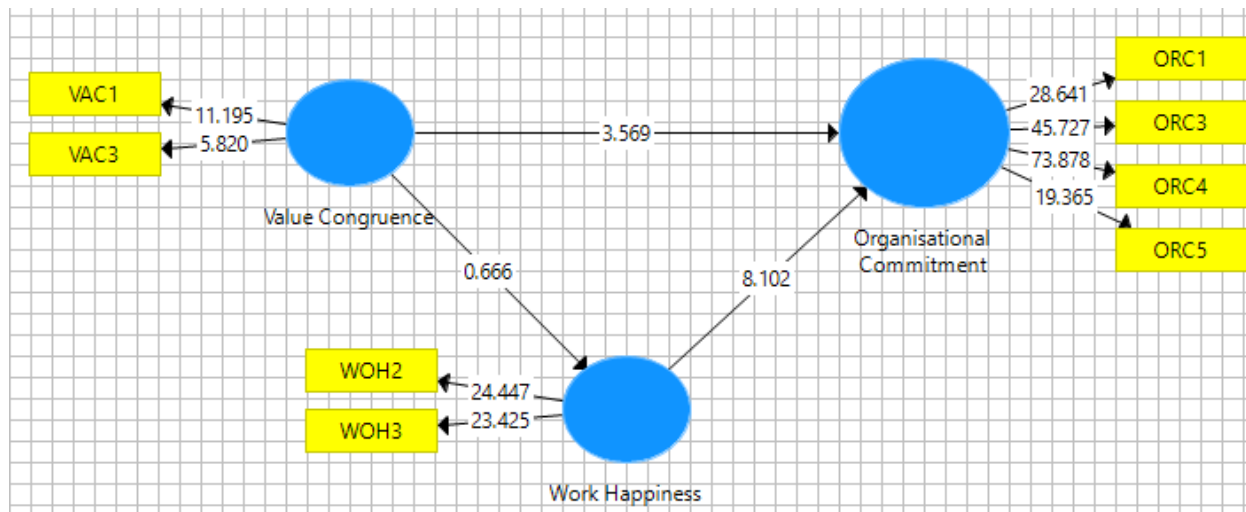 VAC1
11.195
VAC3
5.820
Value Congruence
3.569
ORC1
28.641
ORC3
45.727
ORC4
73.878
19.365
ORC5
Organisational
Commitment
0.666
8.102
WOH2
24.447
WOH3
23.425
Work Happiness